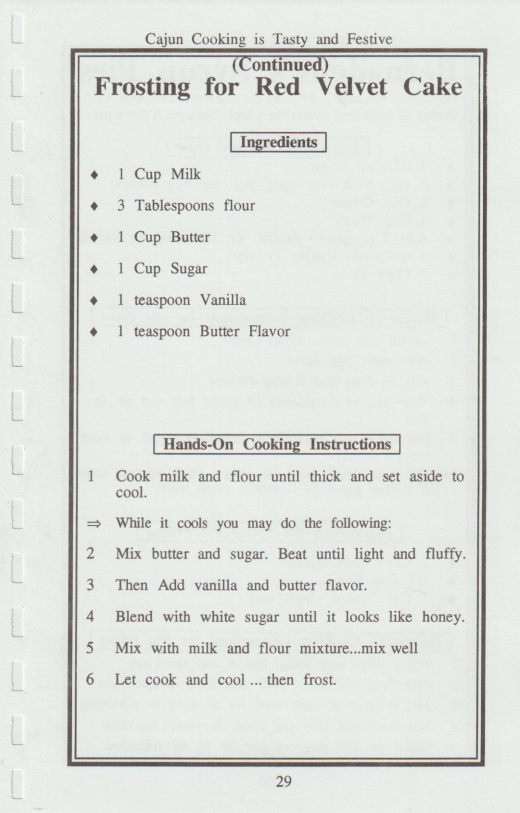 Cajun Cooking is Tasty and Festive
(Continued)
Frosting for Red Velvet Cake
Ingredients
♦ 1 Cup Milk
♦ 3 Tablespoons flour
♦ 1 Cup Butter
♦ 1 Cup Sugar
♦ 1 teaspoon Vanilla
♦ 1 teaspoon Butter Flavor
Hands-On Cooking Instructions
1 Cook milk and flour until thick and set aside to
cool.
⇒ While it cools you may do the following:
2 Mix butter and sugar. Beat until light and fluffy.
3 Then Add vanilla and butter flavor.
4 Blend with white sugar until it looks like honey.
5 Mix with milk and flour mixture...mix well
6 Let cook and cool ... then frost.
29